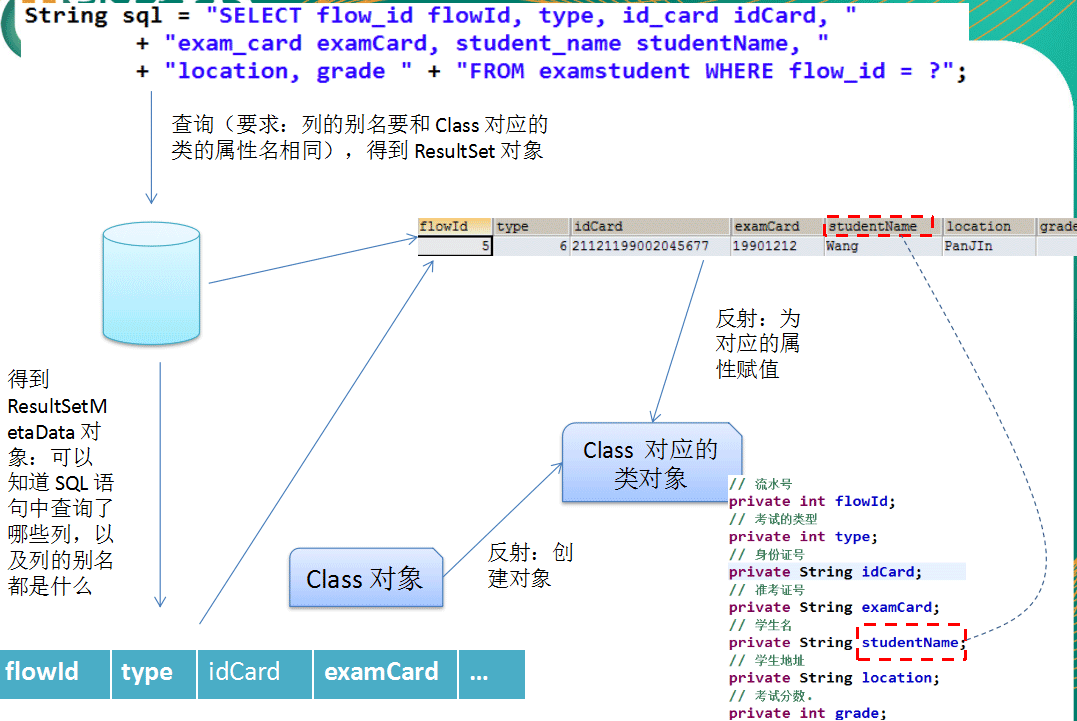 String sql = "SELECT flow_id flowId, type, id_card idCard, "
+ "exam_card examCard, student_name studentName, "
+ "location, grade " + "FROM examstudent WHERE flow_id = ?";
查询（要求：列的别名要和 Class 对应的
类的属性名相同），得到 ResultSet 对象
flowId type idCard examCard studentName location grade
5 6 21121199002045677 19901212 Wang PanJIn
反射：为
对应的属
性赋值
得到
ResultSetM
etaData 对
象：可以
知道 SQL 语
句中查询了
哪些列，以
及列的别名
都是什么
Class 对应的
类对象
Class 对象
反射：创
建对象
// 流水号
private int flowId;
// 考试的类型
private int type;
// 身份证号
private String idCard;
// 准考证号
private String examCard;
// 学生名
private String studentName;
// 学生地址
private String location;
// 考试分数.
private int grade;
flowId type idCard examCard ...